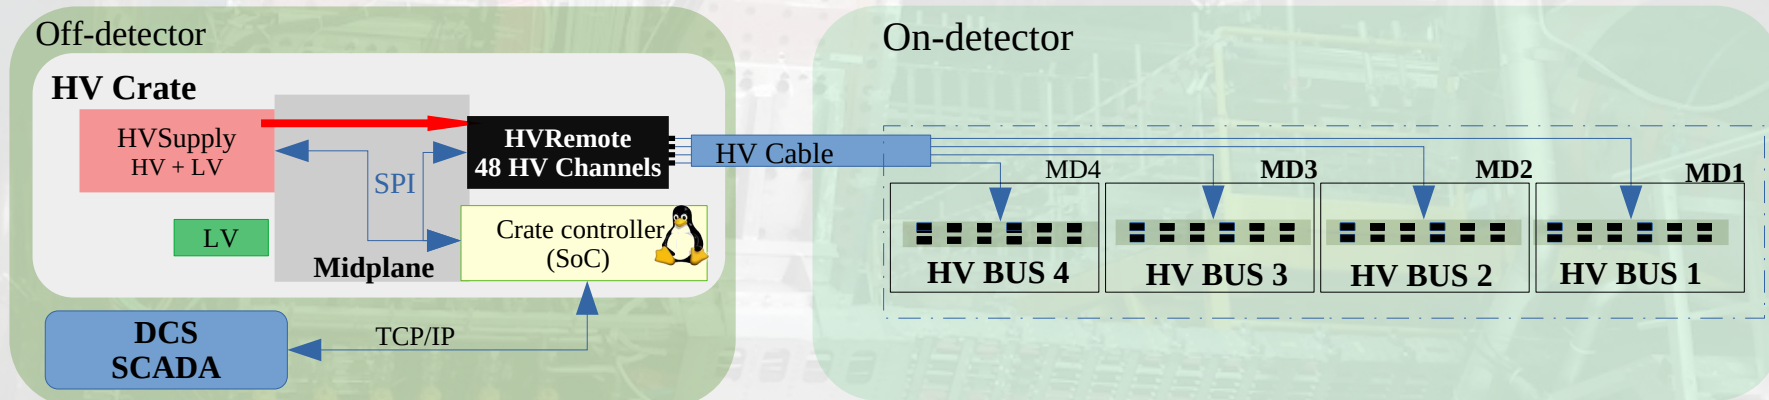 Off-detector
On-detector
HV Crate
HVSupply
HV + LV
HVRemote
48 HV Channels
HV Cable
SPI
LV
Midplane
Crate controller
(SoC)
DCS
SCADA
TCP/IP
MD4
MD3
MD2
MD1
HV BUS 4
HV BUS 3
HV BUS 2
HV BUS 1